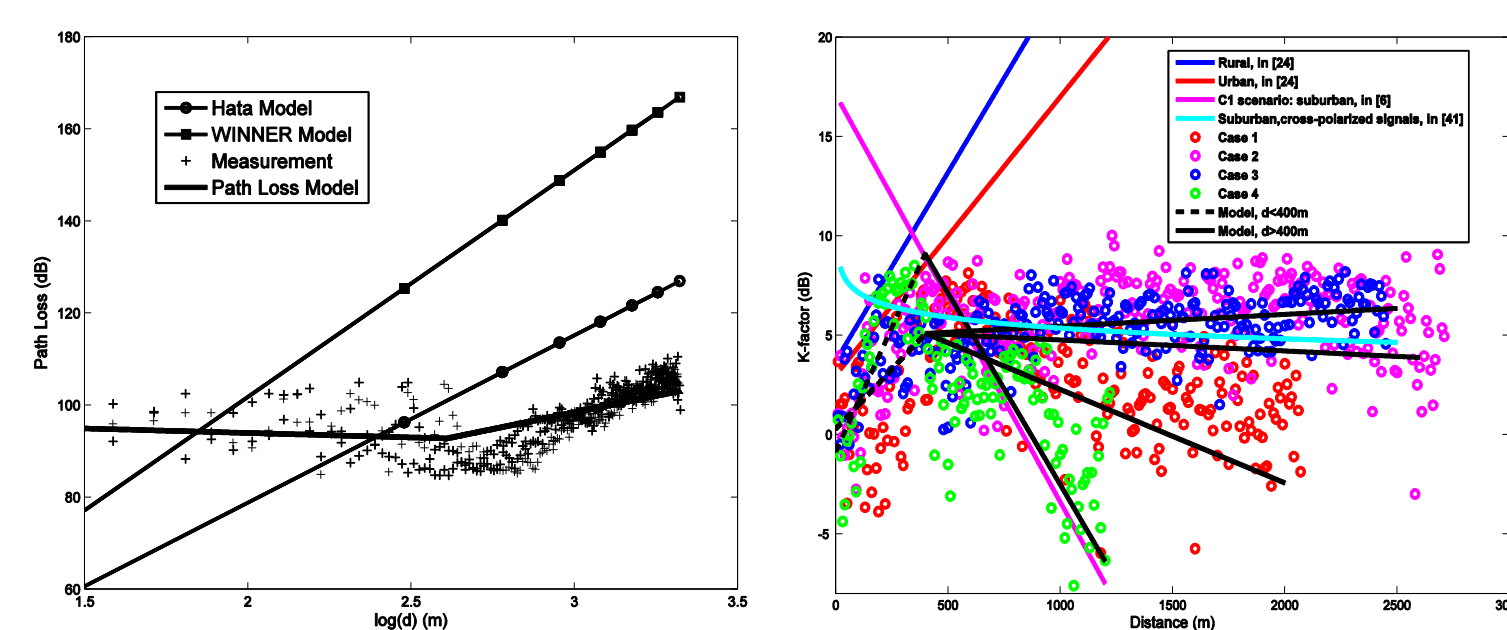 180
160
140
120
100
80
60
1.5
2
2.5
3
3.5
Path Loss (dB)
log(d) (m)
Hata Model
WINNER Model
Measurement
Path Loss Model
20
15
10
5
0
-5
0
500
1000
1500
2000
2500
30
K-factor (dB)
Distance (m)
Rural, in [24]
Urban, in [24]
C1 scenario: suburban, in [6]
Suburban,cross-polarized signals, in [41]
Case 1
Case 2
Case 3
Case 4
Model, d<400m
Model, d>400m